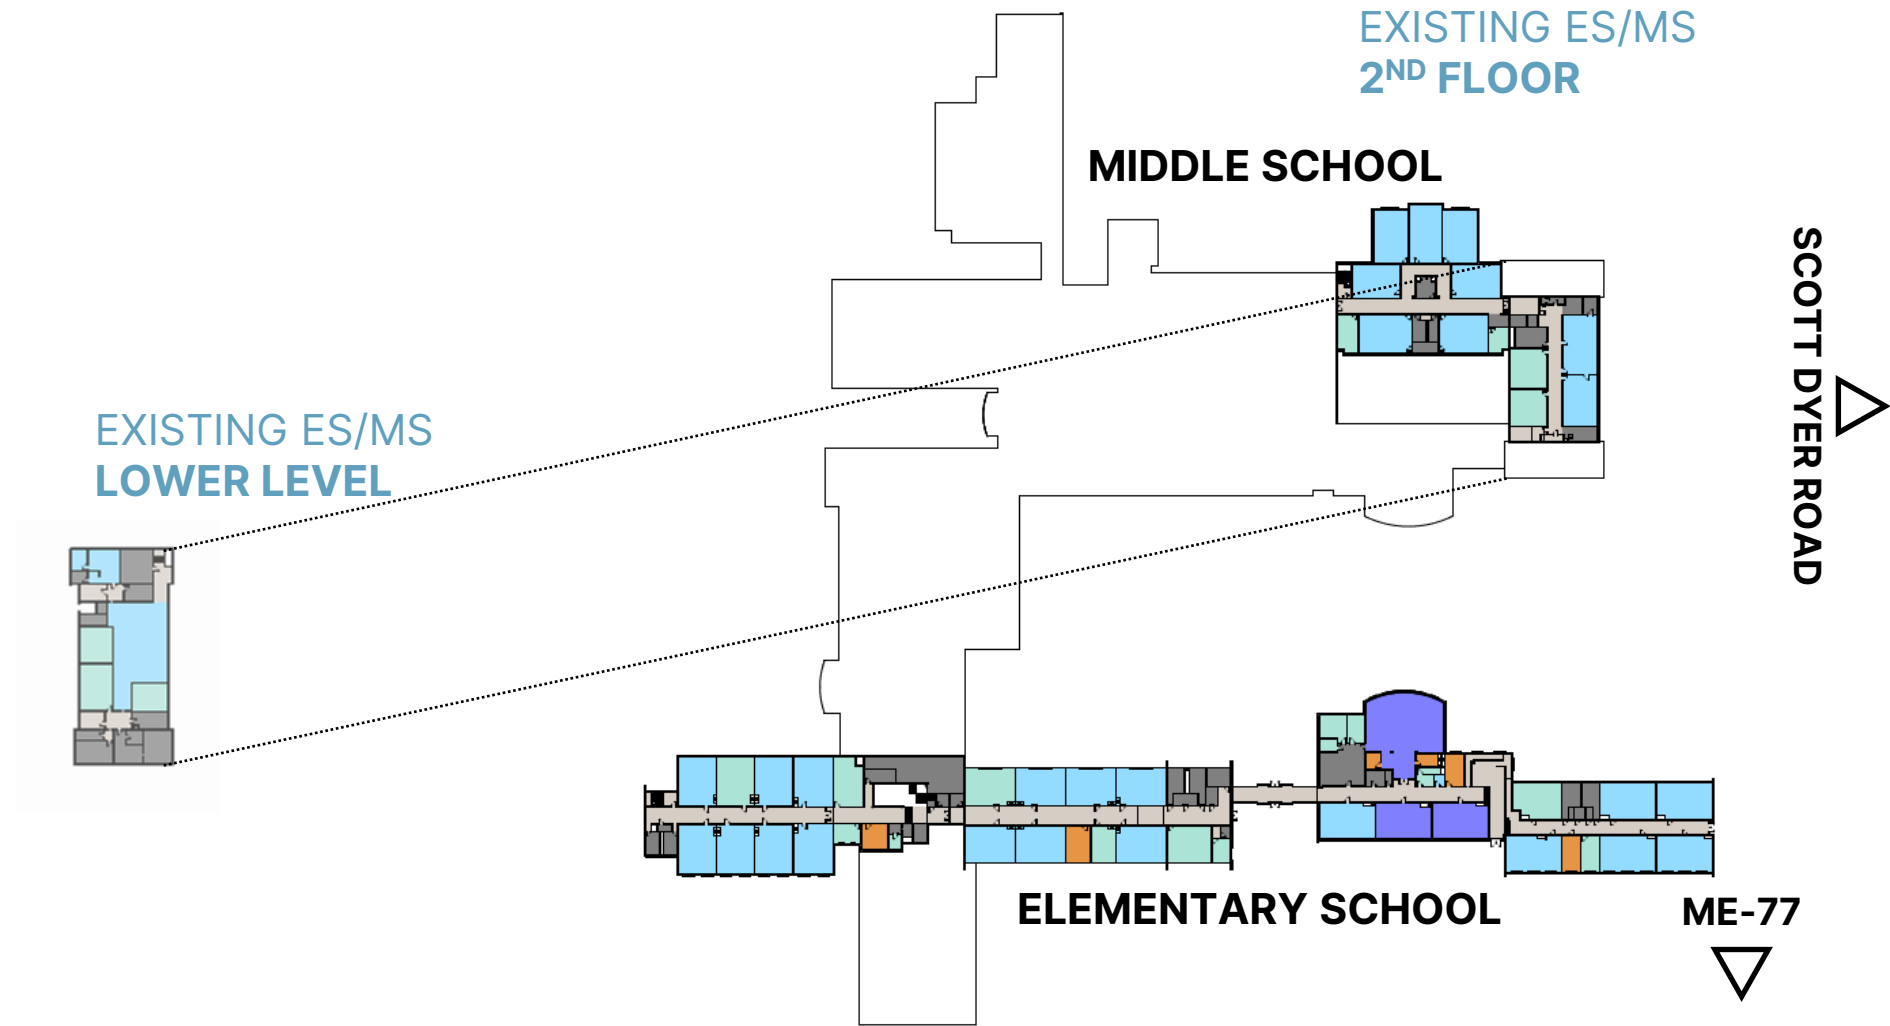 EXISTING ES/MS
2ND FLOOR
MIDDLE SCHOOL
SCOTT DYER ROAD
EXISTING ES/MS
LOWER LEVEL
ELEMENTARY SCHOOL
ME-77